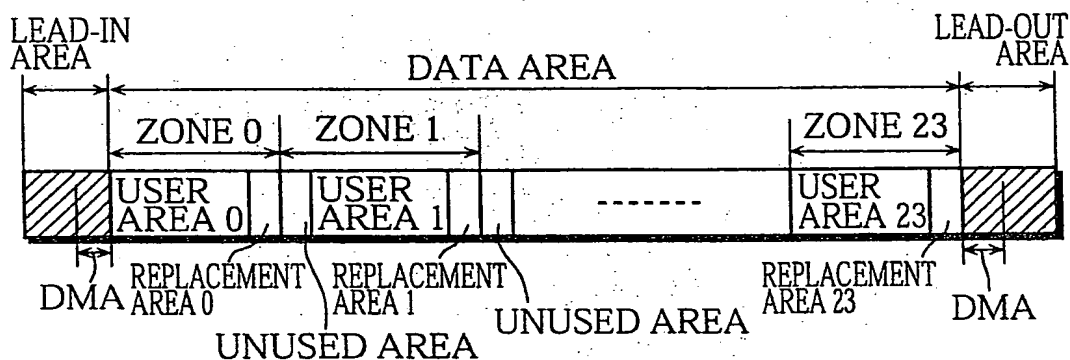 LEAD-IN
AREA
LEAD-OUT
AREA
DATA AREA
ZONE 0
ZONE 1
ZONE 23
USER
AREA 0
USER
AREA 1
--------
USER
AREA 23
DMA
REPLACEMENT
AREA 0
REPLACEMENT
AREA 1
REPLACEMENT
AREA 23
DMA
UNUSED AREA
UNUSED AREA